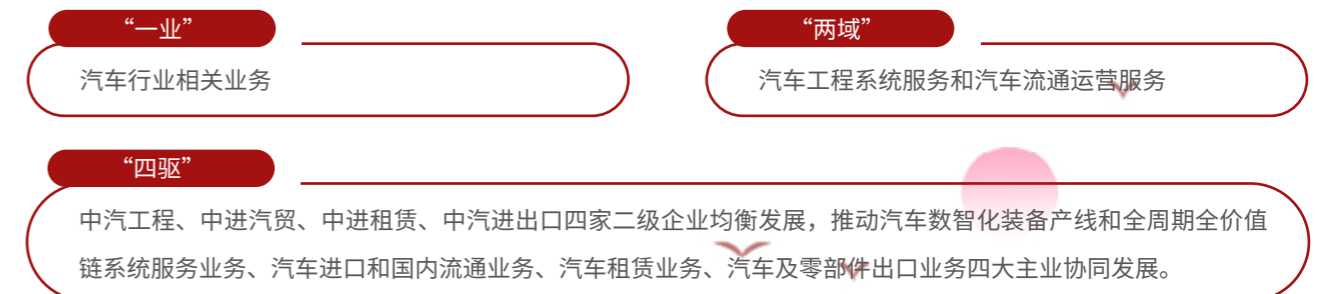 “一业”
汽车行业相关业务
“两域”
汽车工程系统服务和汽车流通运营服务
“四驱”
中汽工程、中进汽贸、中进租赁、中汽进出口四家二级企业均衡发展，推动汽车数智化装备产线和全周期全价值
链系统服务业务、汽车进口和国内流通业务、汽车租赁业务、汽车及零部件出口业务四大主业协同发展。